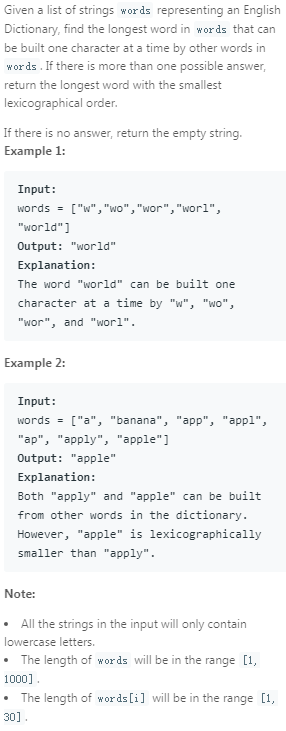 Given a list of strings words representing an English
Dictionary, find the longest word in words that can
be built one character at a time by other words in
words. If there is more than one possible answer,
return the longest word with the smallest
lexicographical order.
If there is no answer, return the empty string.
Example 1:
Input:
words = ["w","wo","wor","worl",
"world"]
Output: "world"
Explanation:
The word "world" can be built one
character at a time by "w", "wo",
"wor", and "worl".
Example 2:
Input:
words = ["a", "banana", "app", "appl",
"ap", "apply", "apple"]
Output: "apple"
Explanation:
Both "apply" and "apple" can be built
from other words in the dictionary.
However, "apple" is lexicographically
smaller than "apply".
Note:
• All the strings in the input will only contain
lowercase letters.
• The length of words will be in the range [1,
1000].
• The length of words[i] will be in the range [1,
30].